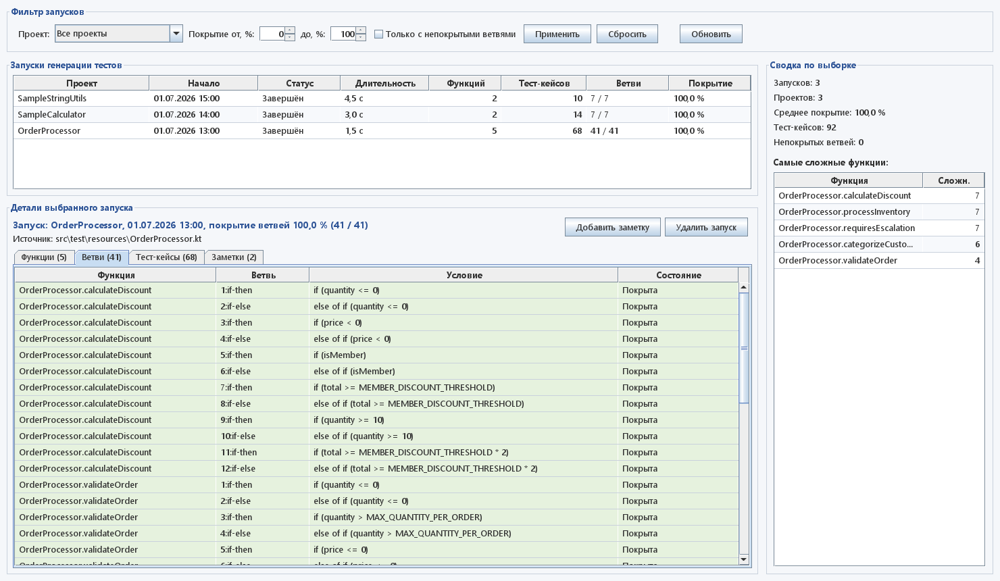 Фильтр запусков
Проект: Все проекты Покрытие от, %: 0 до, %: 100 Только с непокрытыми ветвями Применить Сбросить Обновить
Запуски генерации тестов
Проект Начало Статус Длительность Функций Тест-кейсов Ветви Покрытие
SampleStringUtils 01.07.2026 15:00 Завершён 4,5 с 2 10 7 / 7 100,0 %
SampleCalculator 01.07.2026 14:00 Завершён 3,0 с 2 14 7 / 7 100,0 %
OrderProcessor 01.07.2026 13:00 Завершён 1,5 с 5 68 41 / 41 100,0 %
Детали выбранного запуска
Запуск: OrderProcessor, 01.07.2026 13:00, покрытие ветвей 100,0 % (41 / 41)
Добавить заметку Удалить запуск
Источник: src\test\resources\OrderProcessor.kt
Функции (5) Ветви (41) Тест-кейсы (68) Заметки (2)
Функция Ветвь Условие Состояние
OrderProcessor.calculateDiscount 1:if-then if (quantity <= 0) Покрыта
OrderProcessor.calculateDiscount 2:if-else else of if (quantity <= 0) Покрыта
OrderProcessor.calculateDiscount 3:if-then if (price < 0) Покрыта
OrderProcessor.calculateDiscount 4:if-else else of if (price < 0) Покрыта
OrderProcessor.calculateDiscount 5:if-then if (isMember) Покрыта
OrderProcessor.calculateDiscount 6:if-else else of if (isMember) Покрыта
OrderProcessor.calculateDiscount 7:if-then if (total >= MEMBER_DISCOUNT_THRESHOLD) Покрыта
OrderProcessor.calculateDiscount 8:if-else else of if (total >= MEMBER_DISCOUNT_THRESHOLD) Покрыта
OrderProcessor.calculateDiscount 9:if-then if (quantity >= 10) Покрыта
OrderProcessor.calculateDiscount 10:if-else else of if (quantity >= 10) Покрыта
OrderProcessor.calculateDiscount 11:if-then if (total >= MEMBER_DISCOUNT_THRESHOLD * 2) Покрыта
OrderProcessor.calculateDiscount 12:if-else else of if (total >= MEMBER_DISCOUNT_THRESHOLD * 2) Покрыта
OrderProcessor.validateOrder 1:if-then if (quantity <= 0) Покрыта
OrderProcessor.validateOrder 2:if-else else of if (quantity <= 0) Покрыта
OrderProcessor.validateOrder 3:if-then if (quantity > MAX_QUANTITY_PER_ORDER) Покрыта
OrderProcessor.validateOrder 4:if-else else of if (quantity > MAX_QUANTITY_PER_ORDER) Покрыта
OrderProcessor.validateOrder 5:if-then if (price <= 0) Покрыта
Сводка по выборке
Запусков: 3
Проектов: 3
Среднее покрытие: 100,0 %
Тест-кейсов: 92
Непокрытых ветвей: 0
Самые сложные функции:
Функция Сложн.
OrderProcessor.calculateDiscount 7
OrderProcessor.processInventory 7
OrderProcessor.requiresEscalation 7
OrderProcessor.categorizeCusto... 6
OrderProcessor.validateOrder 4